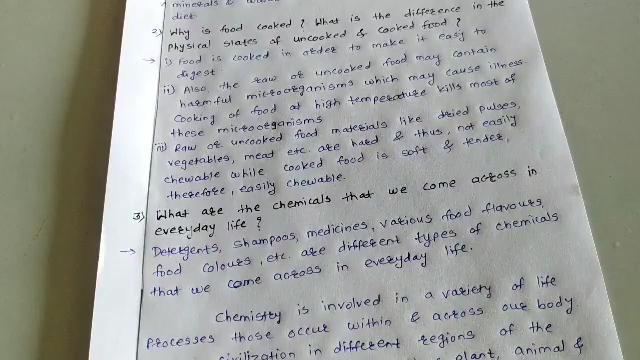 minerals &
diet.
2) Why is food cooked? What is the difference in the
physical states of uncooked & cooked food?
→ i) Food is cooked in order to make it easy to
digest
ii) Also, the raw or uncooked food may contain
harmful microorganisms which may cause illness.
Cooking of food at high temperature kills most of
these microorganisms
iii) Raw or uncooked food materials like dried pulses,
vegetables, meat etc. are hard & thus, not easily
chewable while cooked food is soft & tender,
therefore, easily chewable.
3) What are the chemicals that we come across in
everyday life?
→ Detergents, shampoos, medicines, various food flavours,
food colours, etc. are different types of chemicals
that we come across in everyday life.
Chemistry is involved in a variety of life
Processes those occur within & across our body.
civilization in different regions of the
plant, animal &